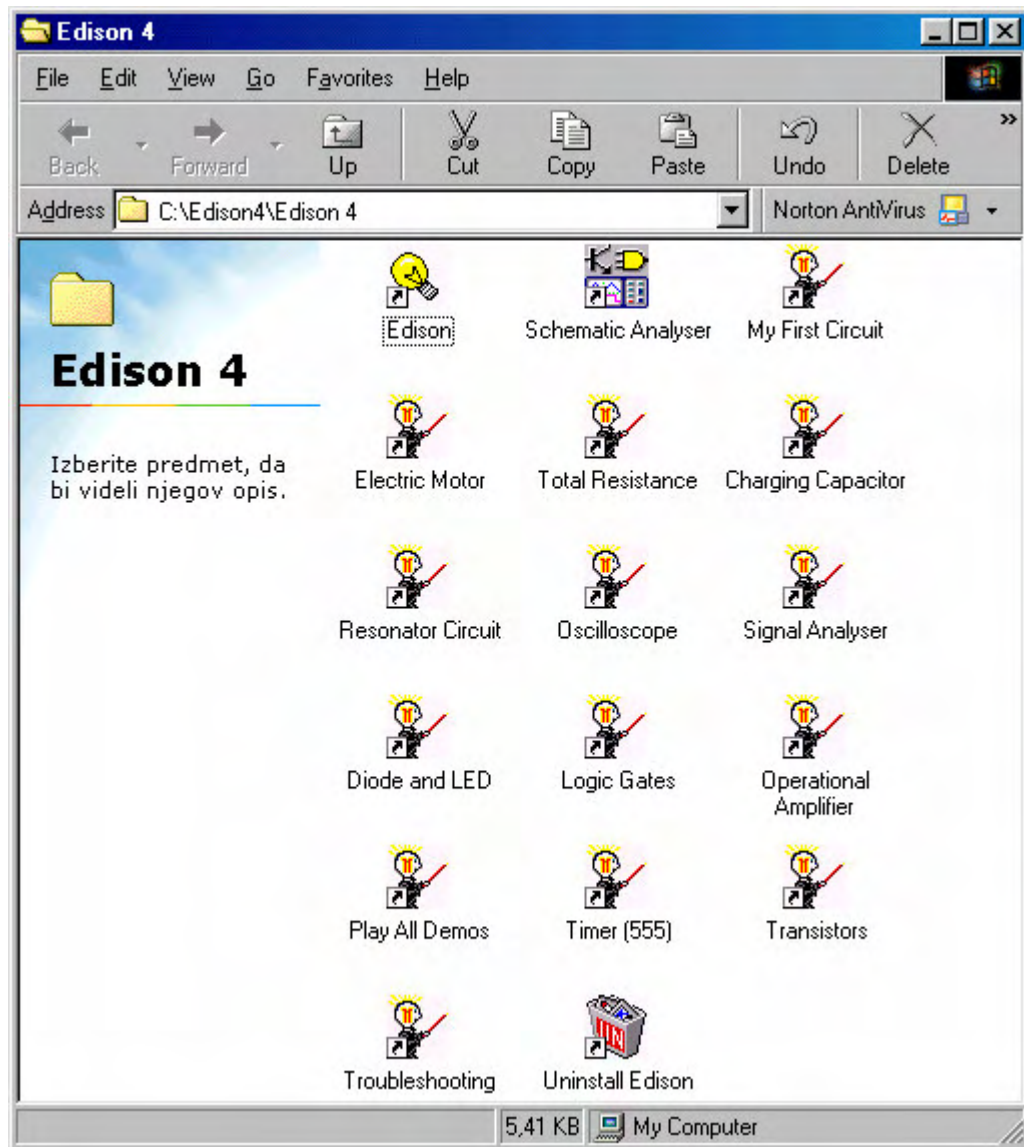 Edison 4
File Edit View Go Favorites Help
Back Forward Up Cut Copy Paste Undo Delete »
Address C:\Edison4\Edison 4 Norton AntiVirus
Edison 4
Izberite predmet, da
bi videli njegov opis.
Edison Schematic Analyser My First Circuit
Electric Motor Total Resistance Charging Capacitor
Resonator Circuit Oscilloscope Signal Analyser
Diode and LED Logic Gates Operational
Amplifier
Play All Demos Timer (555) Transistors
Troubleshooting Uninstall Edison
5,41 KB My Computer